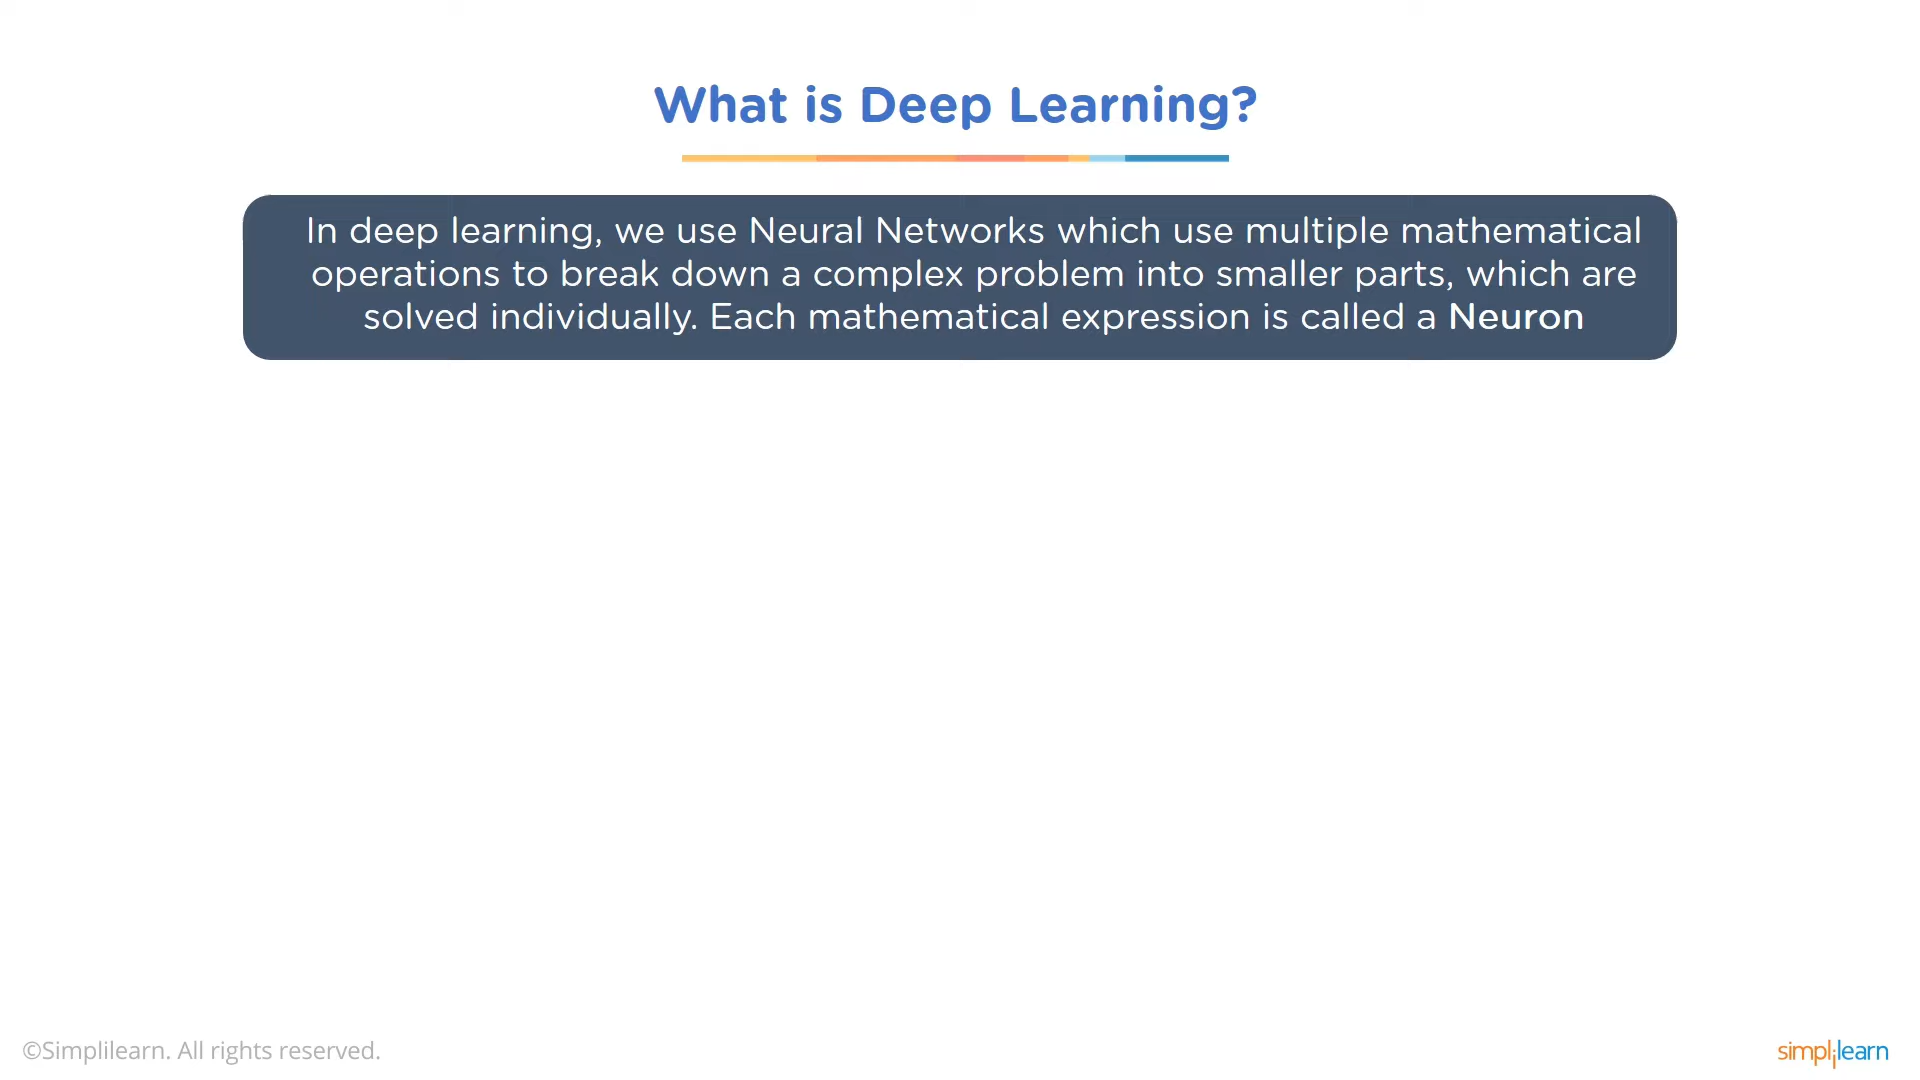 What is Deep Learning?
In deep learning, we use Neural Networks which use multiple mathematical
operations to break down a complex problem into smaller parts, which are
solved individually. Each mathematical expression is called a Neuron
©Simplilearn. All rights reserved.
simplilearn